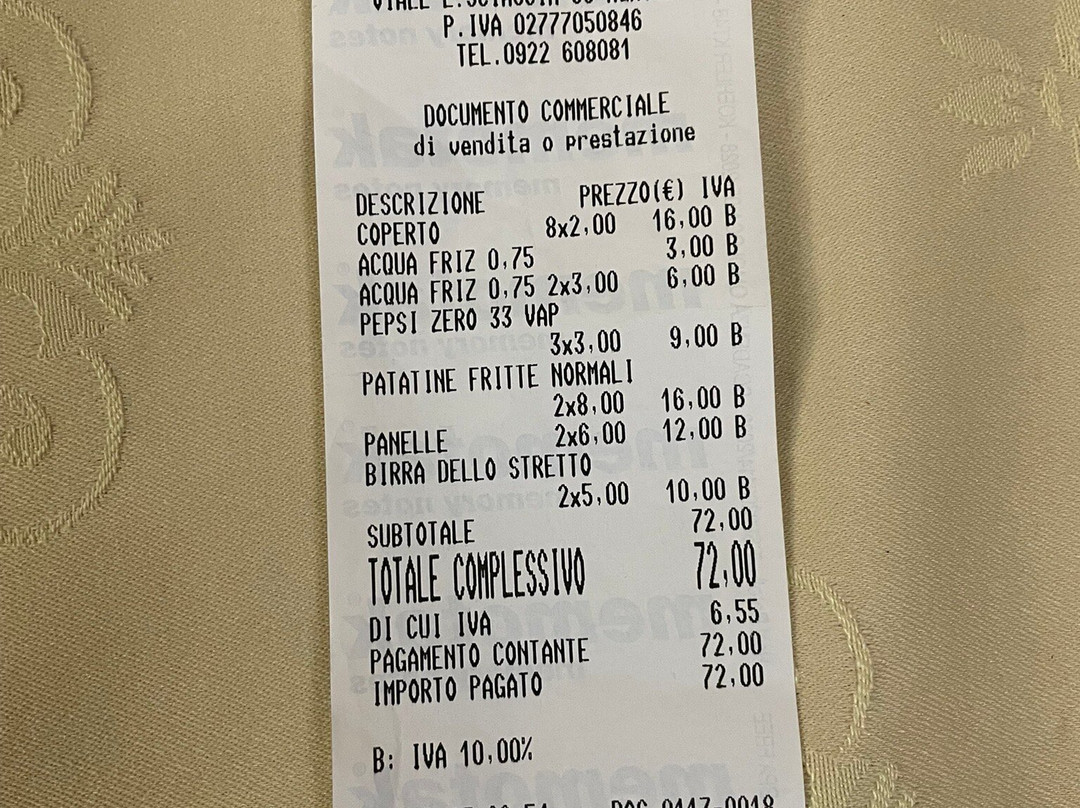 P.IVA 02777050846
TEL.0922 608081
DOCUMENTO COMMERCIALE
di vendita o prestazione
DESCRIZIONE PREZZO(€) IVA
COPERTO 8x2,00 16,00 B
ACQUA FRIZ 0,75 3,00 B
ACQUA FRIZ 0,75 2x3,00 6,00 B
PEPSI ZERO 33 VAP
3x3,00 9,00 B
PATATINE FRITTE NORMALI
2x8,00 16,00 B
PANELLE 2x6,00 12,00 B
BIRRA DELLO STRETTO
2x5,00 10,00 B
SUBTOTALE 72,00
TOTALE COMPLESSIVO 72,00
DI CUI IVA 6,55
PAGAMENTO CONTANTE 72,00
IMPORTO PAGATO 72,00
B: IVA 10,00%
DOC.0447-0018